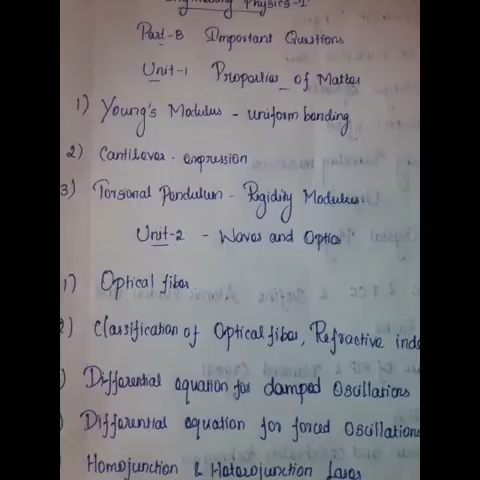 Engineering Physics-I
Part-B Important Questions
Unit-1 Properties of Matter
1) Young's Modulus - uniform bending
2) Cantilever - expression
3) Torsional Pendulum - Rigidity Modulus
Unit-2 - Waves and Optics
1) Optical fiber
2) Classification of Optical fiber, Refractive inde
) Differential equation for damped Oscillations
) Differential equation for forced Oscillations
Homojunction & Heterojunction Laser